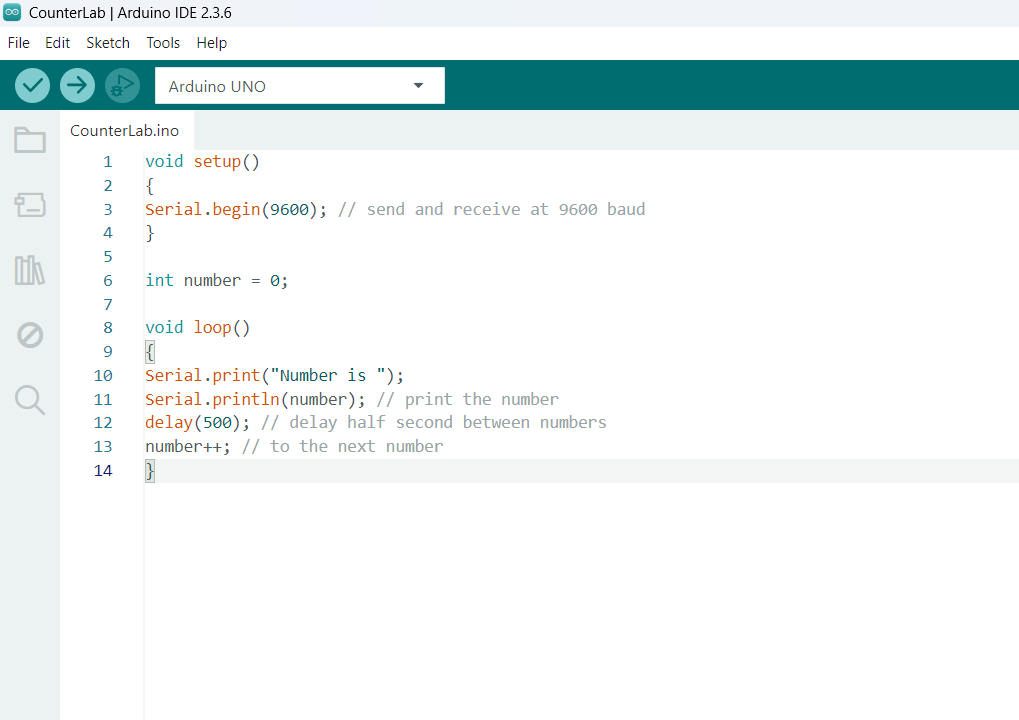 CounterLab | Arduino IDE 2.3.6
File Edit Sketch Tools Help
Arduino UNO
CounterLab.ino
1 void setup()
2 {
3 Serial.begin(9600); // send and receive at 9600 baud
4 }
5
6 int number = 0;
7
8 void loop()
9 {
10 Serial.print("Number is ");
11 Serial.println(number); // print the number
12 delay(500); // delay half second between numbers
13 number++; // to the next number
14 }